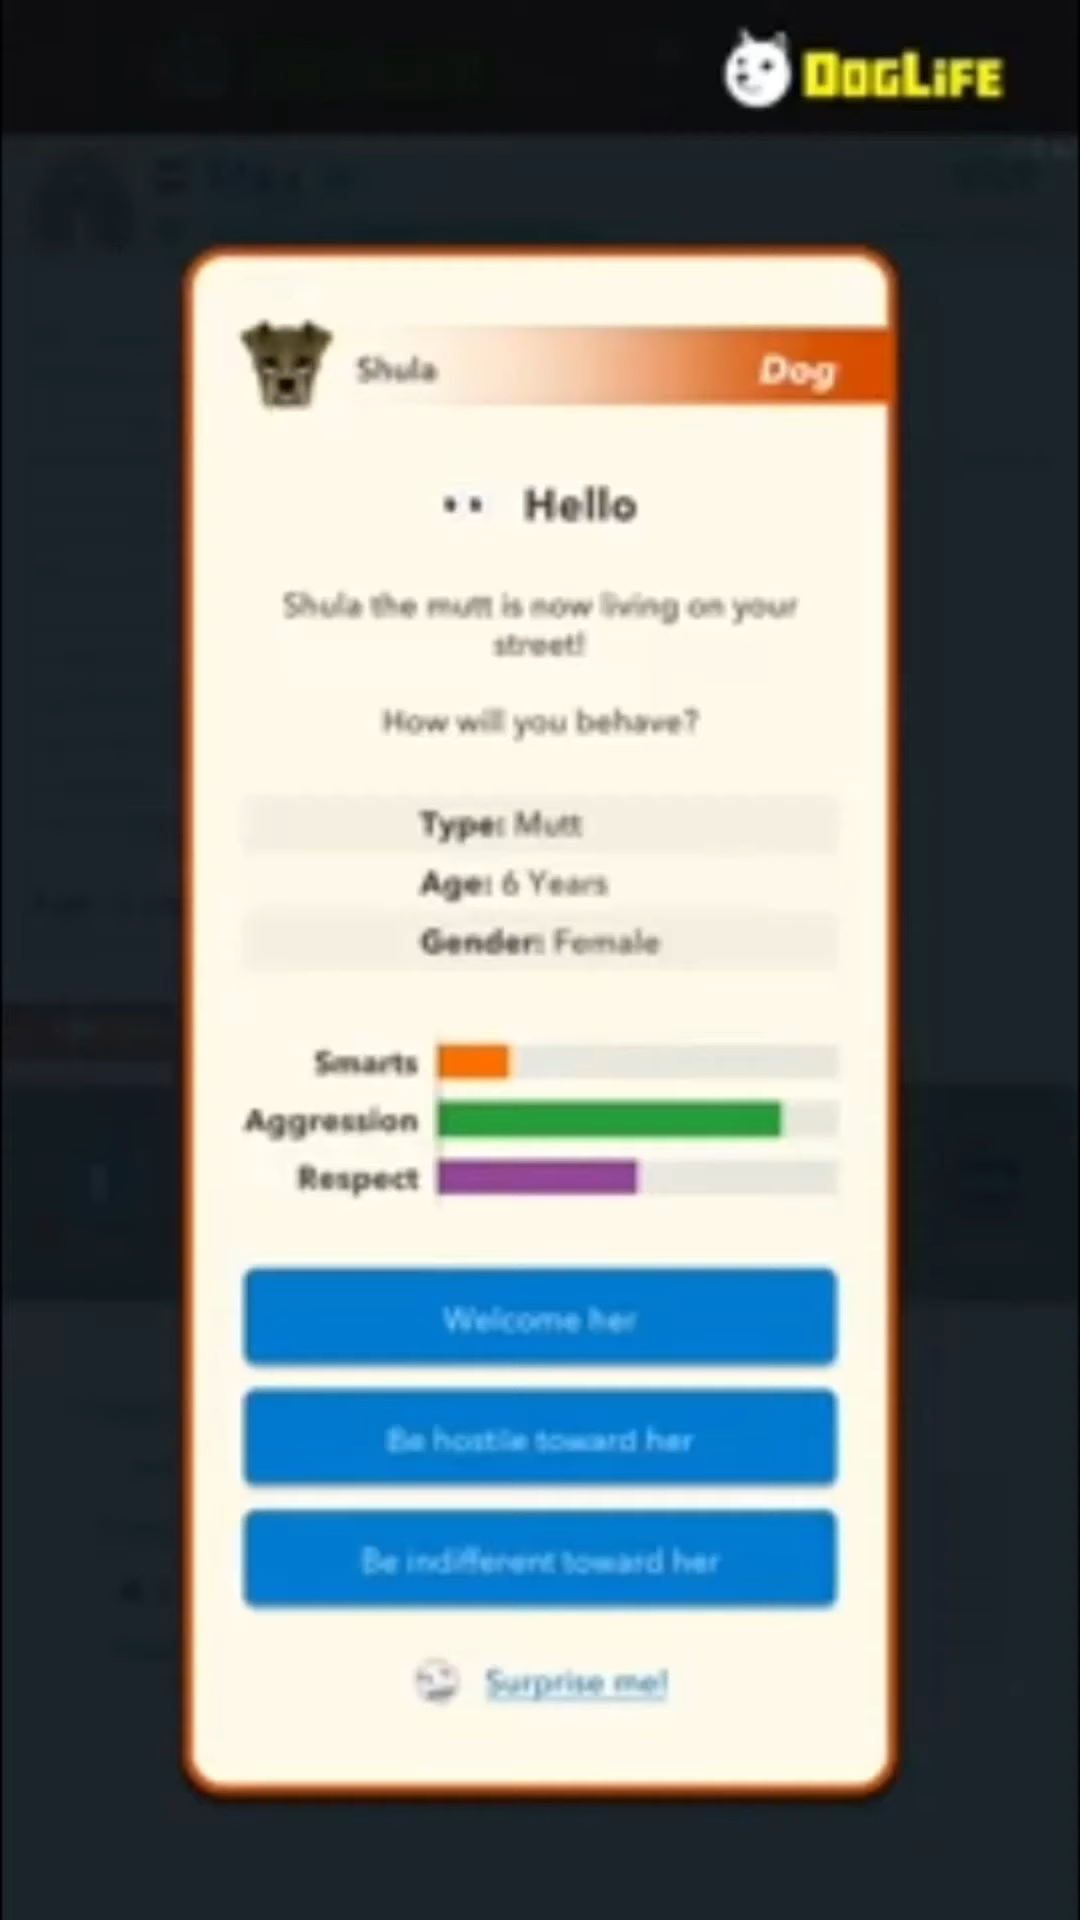 DOGLIFE
Shula
Dog
Hello
Shula the mutt is now living on your
street!
How will you behave?
Type: Mutt
Age: 6 Years
Gender: Female
Smarts
Aggression
Respect
Welcome her
Be hostile toward her
Be indifferent toward her
Surprise me!